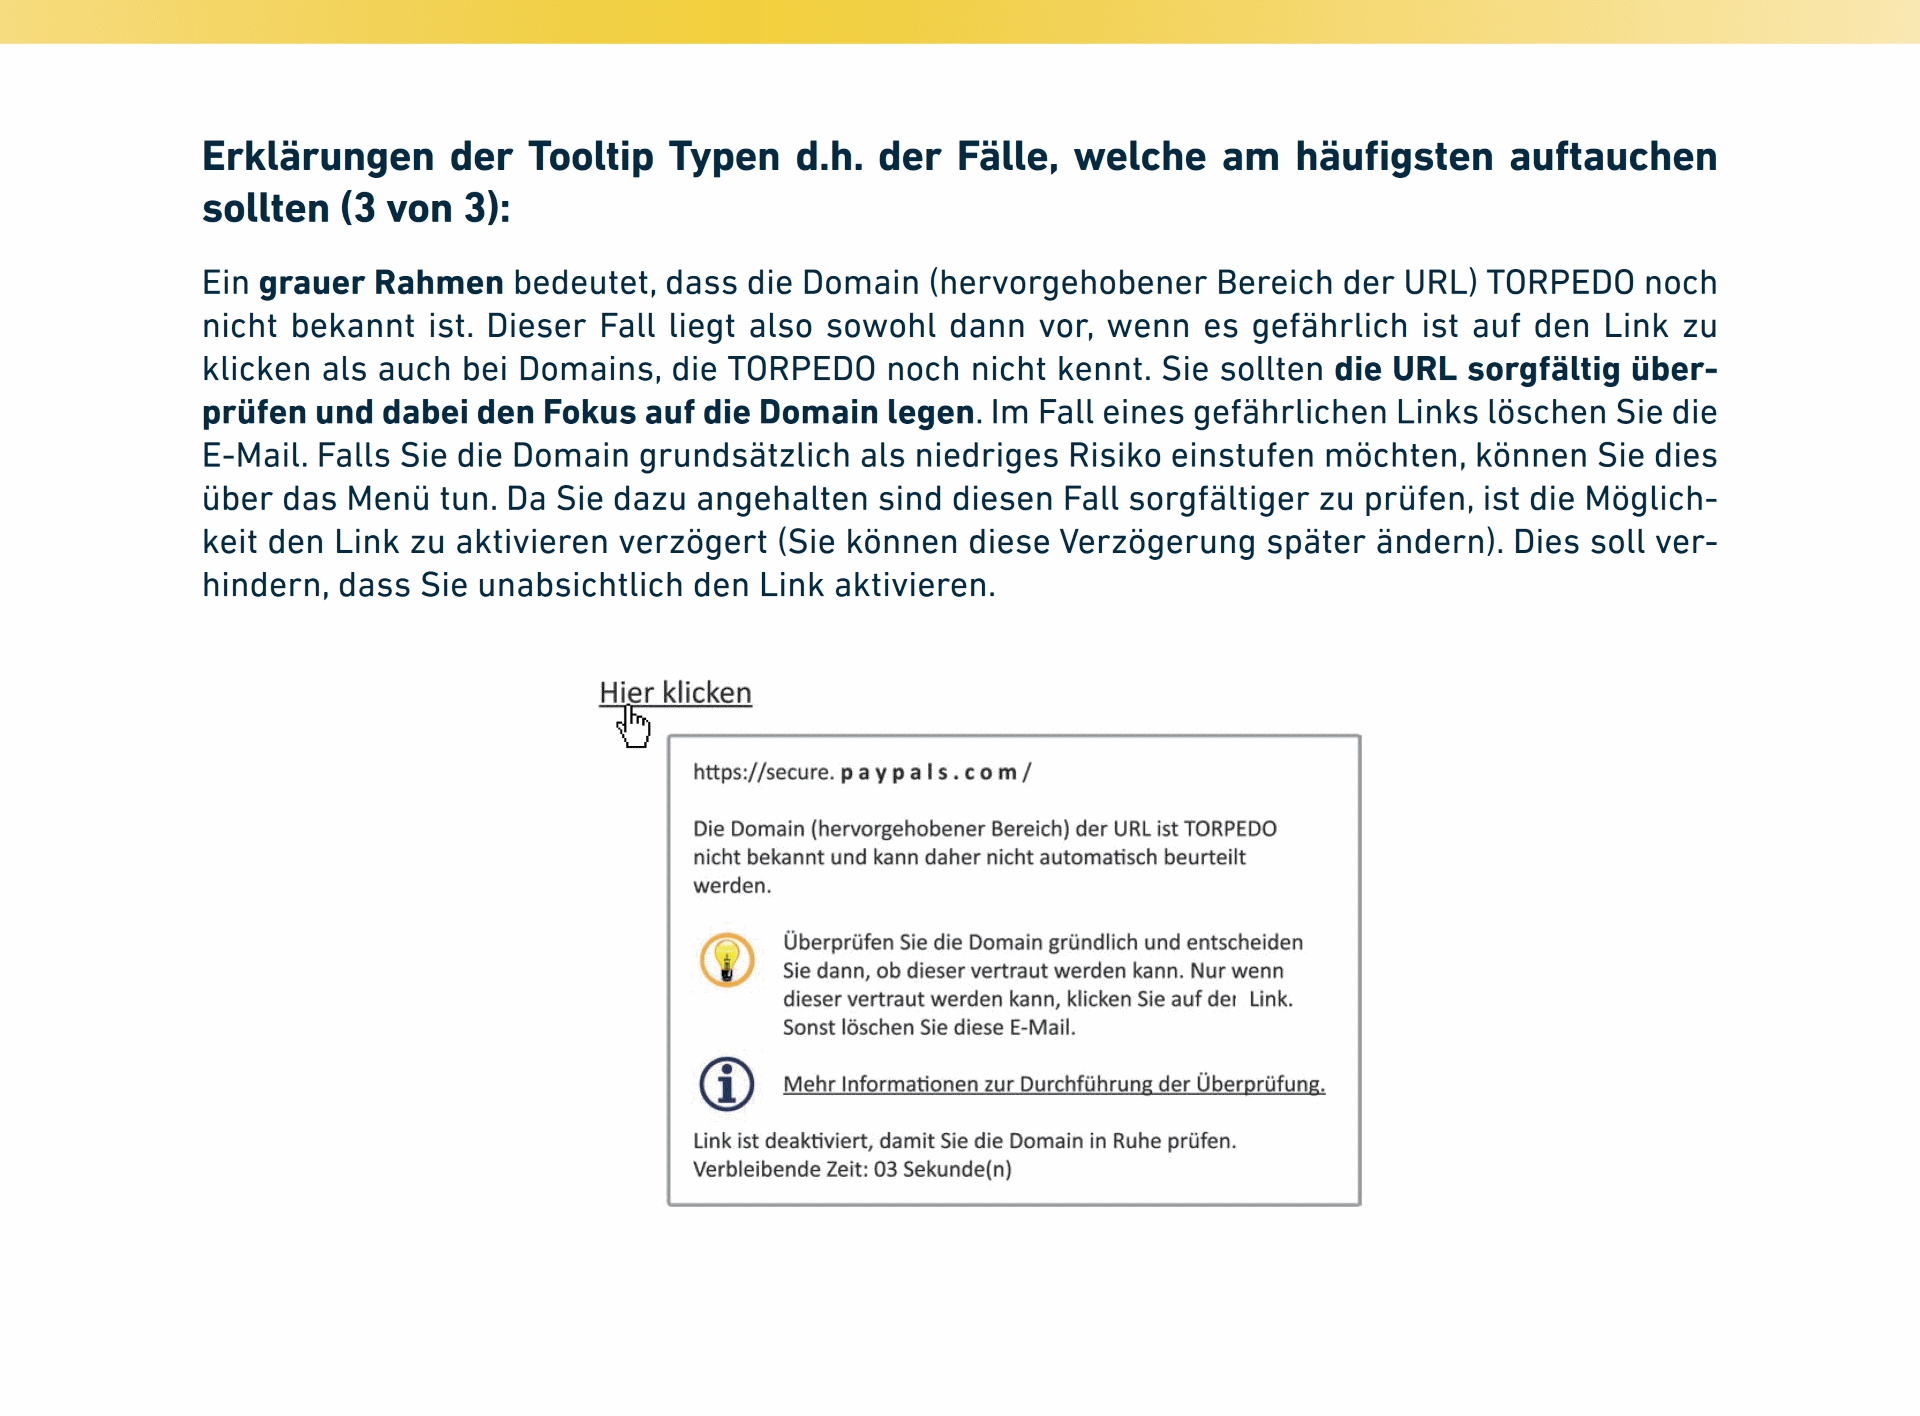 Erklärungen der Tooltip Typen d.h. der Fälle, welche am häufigsten auftauchen
sollten (3 von 3):
Ein grauer Rahmen bedeutet, dass die Domain (hervorgehobener Bereich der URL) TORPEDO noch
nicht bekannt ist. Dieser Fall liegt also sowohl dann vor, wenn es gefährlich ist auf den Link zu
klicken als auch bei Domains, die TORPEDO noch nicht kennt. Sie sollten die URL sorgfältig über-
prüfen und dabei den Fokus auf die Domain legen. Im Fall eines gefährlichen Links löschen Sie die
E-Mail. Falls Sie die Domain grundsätzlich als niedriges Risiko einstufen möchten, können Sie dies
über das Menü tun. Da Sie dazu angehalten sind diesen Fall sorgfältiger zu prüfen, ist die Möglich-
keit den Link zu aktivieren verzögert (Sie können diese Verzögerung später ändern). Dies soll ver-
hindern, dass Sie unabsichtlich den Link aktivieren.
Hier klicken
https://secure. paypals.com/
Die Domain (hervorgehobener Bereich) der URL ist TORPEDO
nicht bekannt und kann daher nicht automatisch beurteilt
werden.
Überprüfen Sie die Domain gründlich und entscheiden
Sie dann, ob dieser vertraut werden kann. Nur wenn
dieser vertraut werden kann, klicken Sie auf der Link.
Sonst löschen Sie diese E-Mail.
Mehr Informationen zur Durchführung der Überprüfung.
Link ist deaktiviert, damit Sie die Domain in Ruhe prüfen.
Verbleibende Zeit: 03 Sekunde(n)